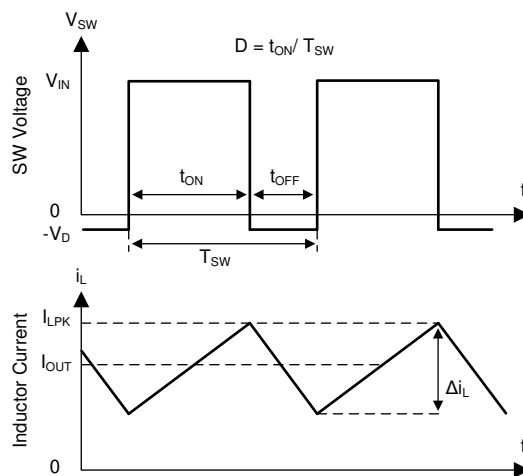 V_SW
D = t_ON/ T_SW
V_IN
SW Voltage
t_ON
t_OFF
t
0
-V_D
T_SW
i_L
I_LPK
I_OUT
Inductor Current
Δi_L
0
t